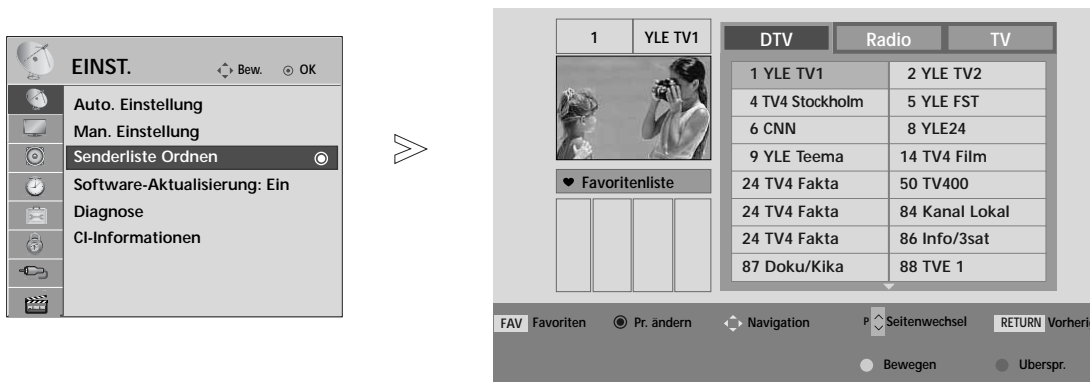 EINST.
Bew. OK
Auto. Einstellung
Man. Einstellung
Senderliste Ordnen
Software-Aktualisierung: Ein
Diagnose
CI-Informationen
1 YLE TV1
Favoritenliste
DTV Radio TV
1 YLE TV1 2 YLE TV2
4 TV4 Stockholm 5 YLE FST
6 CNN 8 YLE24
9 YLE Teema 14 TV4 Film
24 TV4 Fakta 50 TV400
24 TV4 Fakta 84 Kanal Lokal
24 TV4 Fakta 86 Info/3sat
87 Doku/Kika 88 TVE 1
FAV Favoriten Pr. ändern Navigation P Seitenwechsel RETURN Vorheri
Bewegen Uberspr.